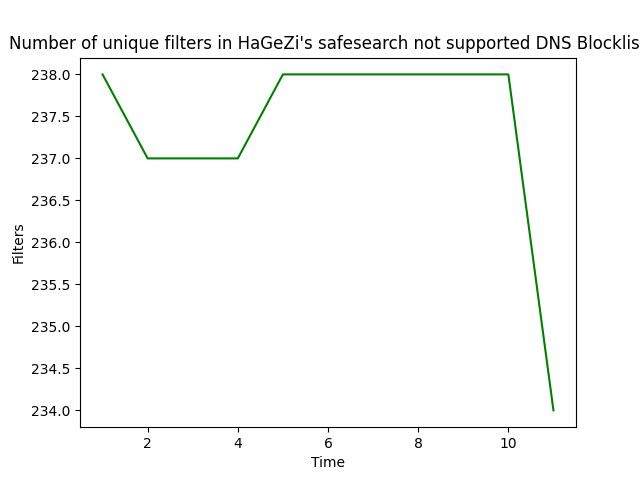 Number of unique filters in HaGeZi's safesearch not supported DNS Blocklis
238.0
237.5
237.0
236.5
236.0
235.5
235.0
234.5
234.0
Filters
2 4 6 8 10
Time